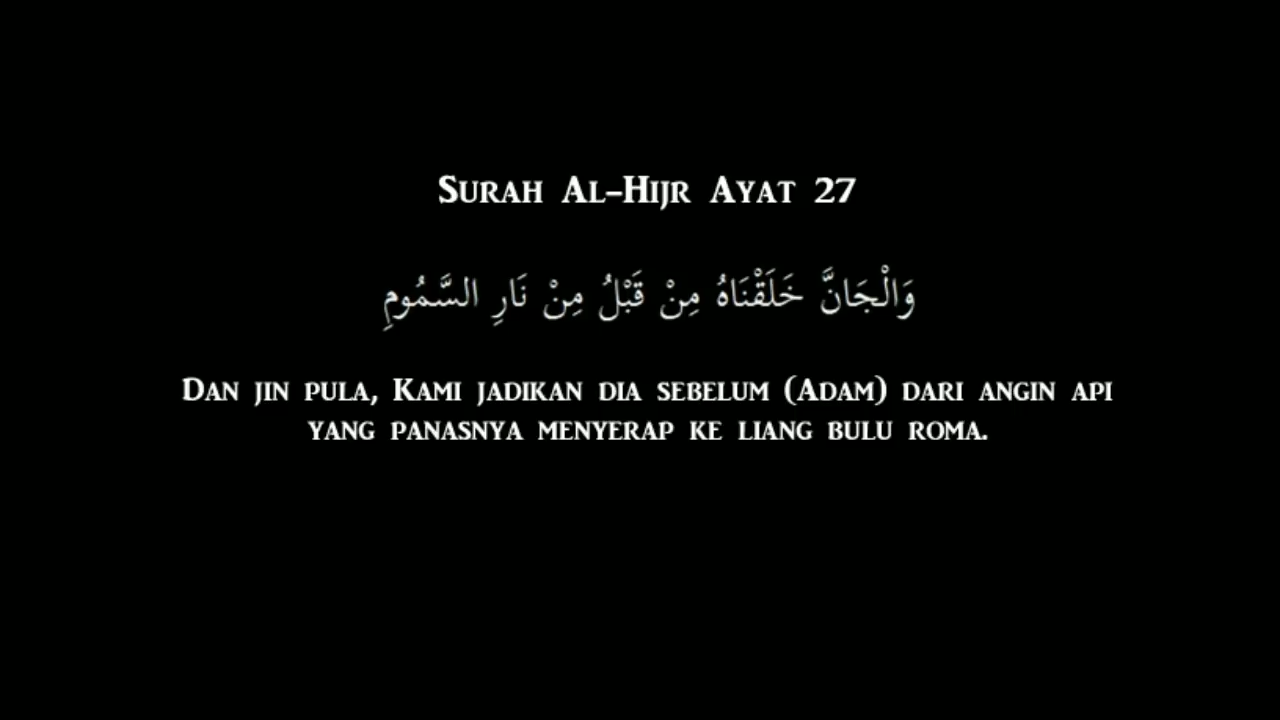 Surah Al-Hijr Ayat 27
وَالْجَانَّ خَلَقْنَاهُ مِنْ قَبْلُ مِنْ نَارِ السَّمُومِ
Dan jin pula, Kami jadikan dia sebelum (Adam) dari angin api
yang panasnya menyerap ke liang bulu roma.